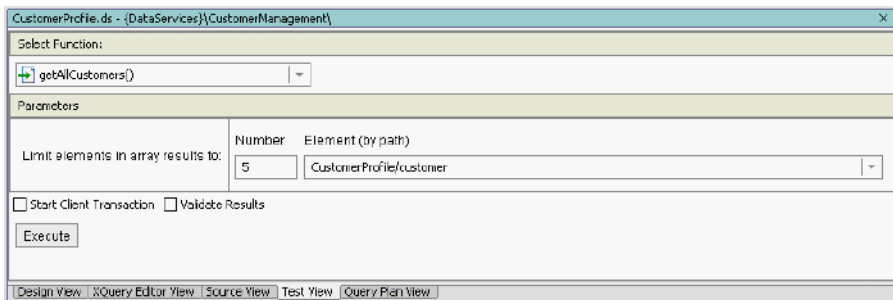 CustomerProfile.ds - {DataServices}\CustomerManagement\
Select Function:
getAllCustomers()
Parameters
Number Element (by path)
Limit elements in array results to:
5 CustomerProfile/customer
Start Client Transaction Validate Results
Execute
Design View XQuery Editor View Source View Test View Query Plan View